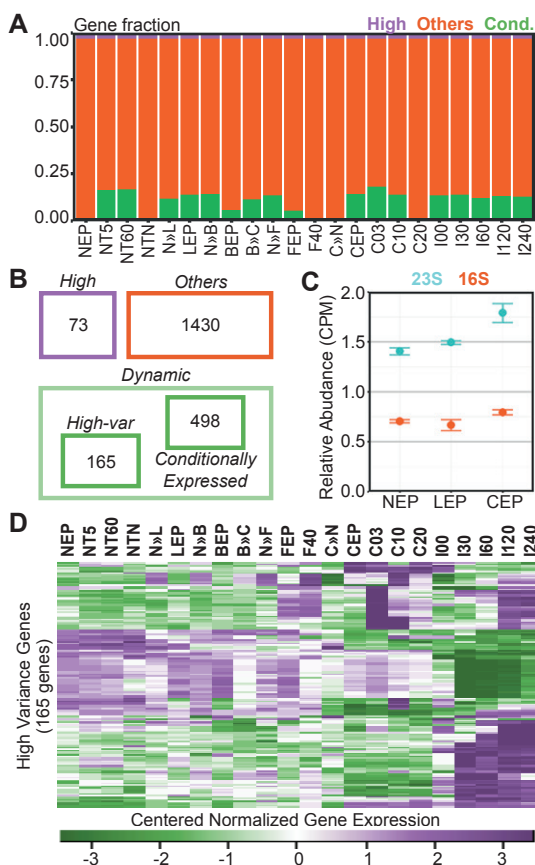 A Gene fraction High Others Cond.
1.00
0.75
0.50
0.25
0.00
NEP NT5 NT60 NTN N»L LEP N»B BEP B»C N»F FEP F40 C»N CEP C03 C10 C20 I00 I30 I60 I120 I240
B
High Others
73 1430
Dynamic
High-var
165
498
Conditionally
Expressed
C 23S 16S
Relative Abudance (CPM)
2.0
1.5
1.0
0.5
0.0
NEP LEP CEP
D
NEP NT5 NT60 NTN N»L LEP N»B BEP B»C N»F FEP F40 C»N CEP C03 C10 C20 I00 I30 I60 I120 I240
High Variance Genes
(165 genes)
Centered Normalized Gene Expression
-3 -2 -1 0 1 2 3